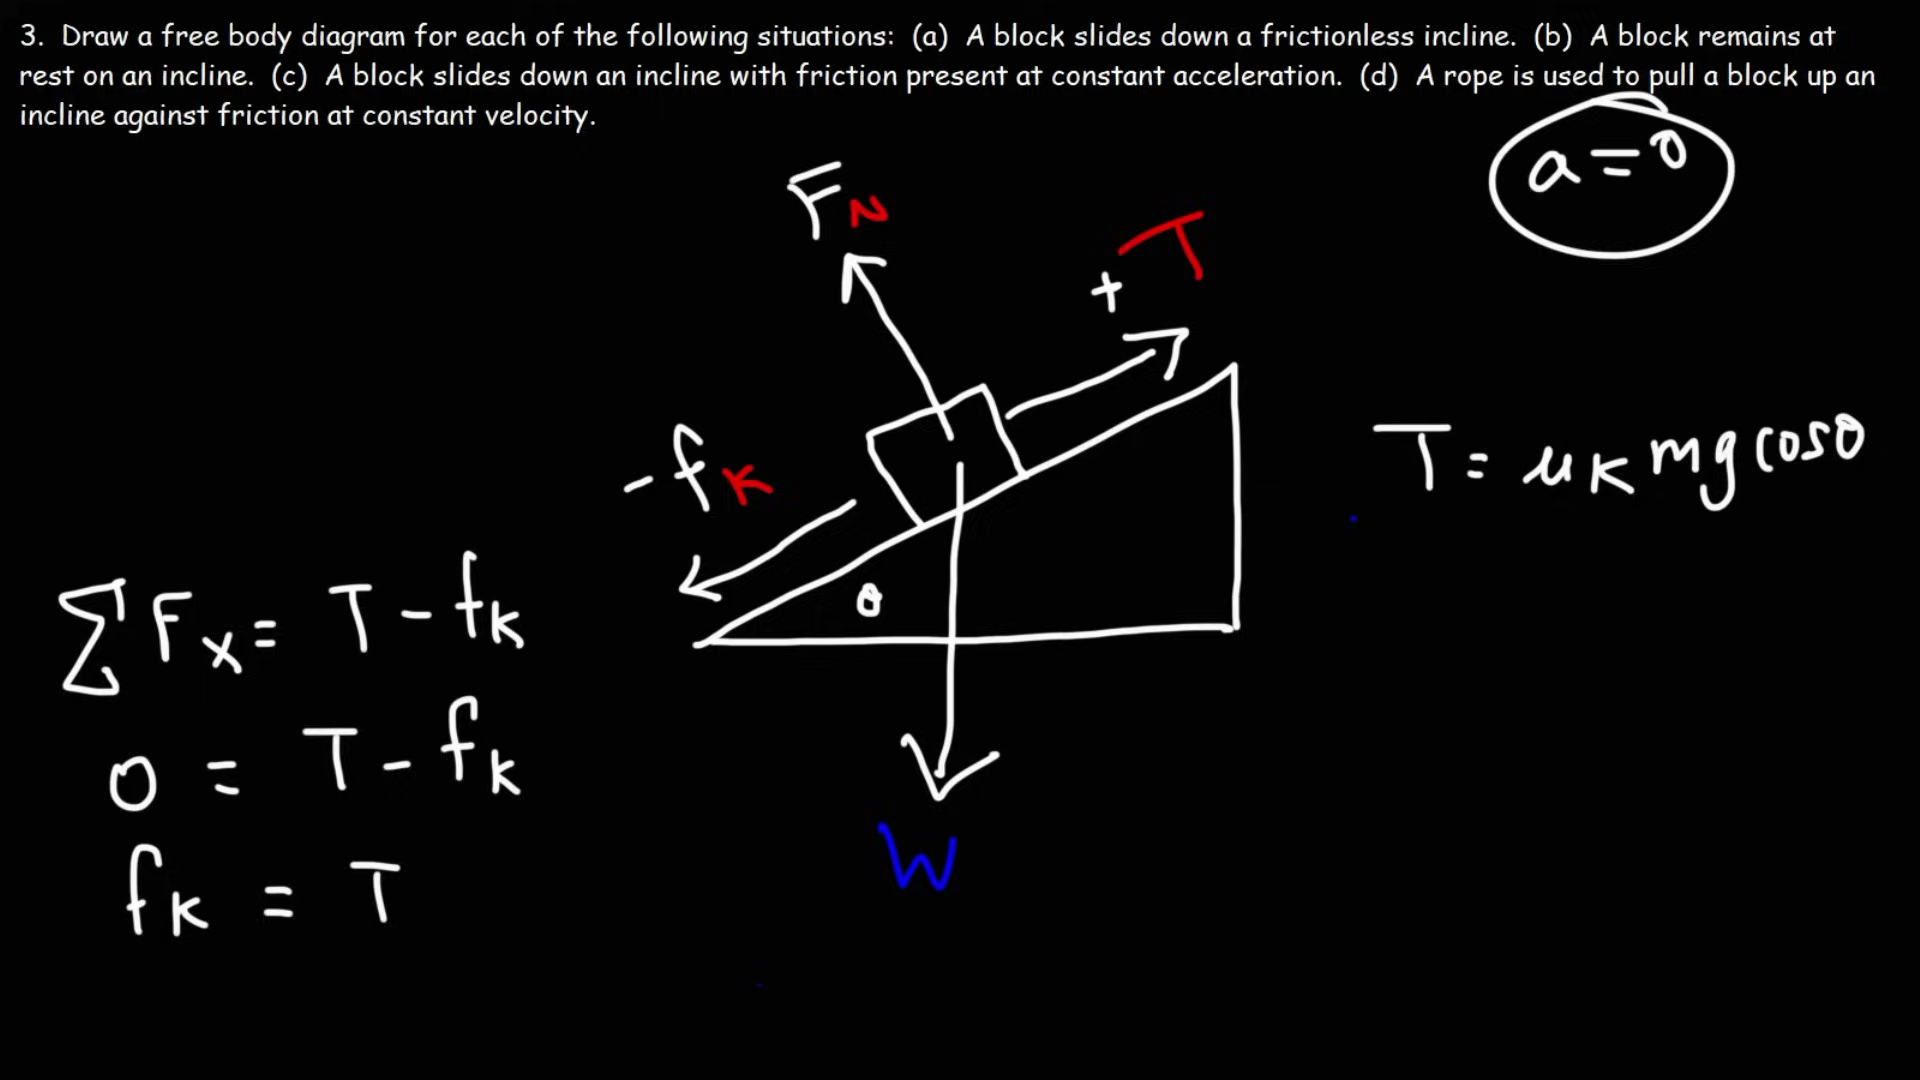 3. Draw a free body diagram for each of the following situations: (a) A block slides down a frictionless incline. (b) A block remains at
rest on an incline. (c) A block slides down an incline with friction present at constant acceleration. (d) A rope is used to pull a block up an
incline against friction at constant velocity.
a = 0
FN
+ T
- fK
T = μK mg cosθ
θ
∑Fx = T - fK
0 = T - fK
W
fK = T